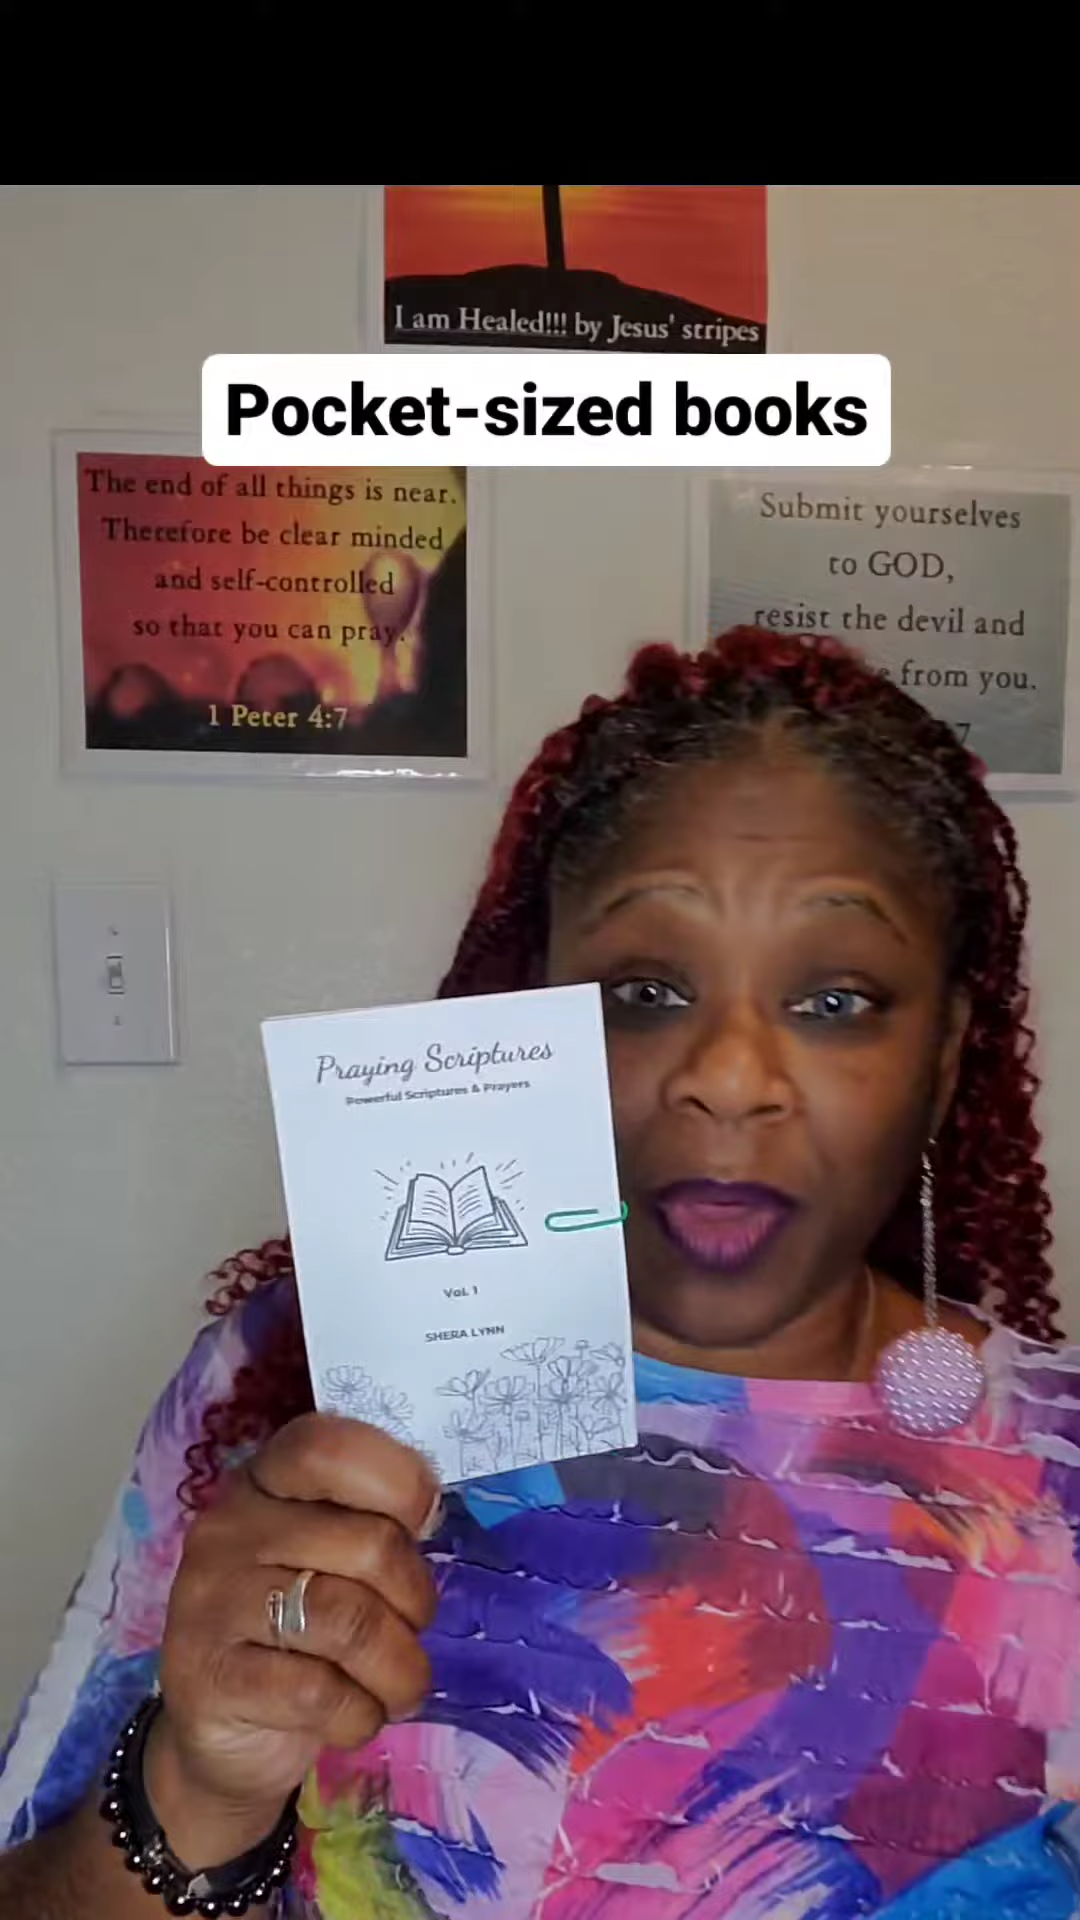 I am Healed!!! by Jesus' stripes
Pocket-sized books
The end of all things is near.
Therefore be clear minded
and self-controlled
so that you can pray.
1 Peter 4:7
Submit yourselves
to GOD,
resist the devil and
from you.
7
Praying Scriptures
Powerful Scriptures & Prayers
Vol. 1
SHERA LYNN